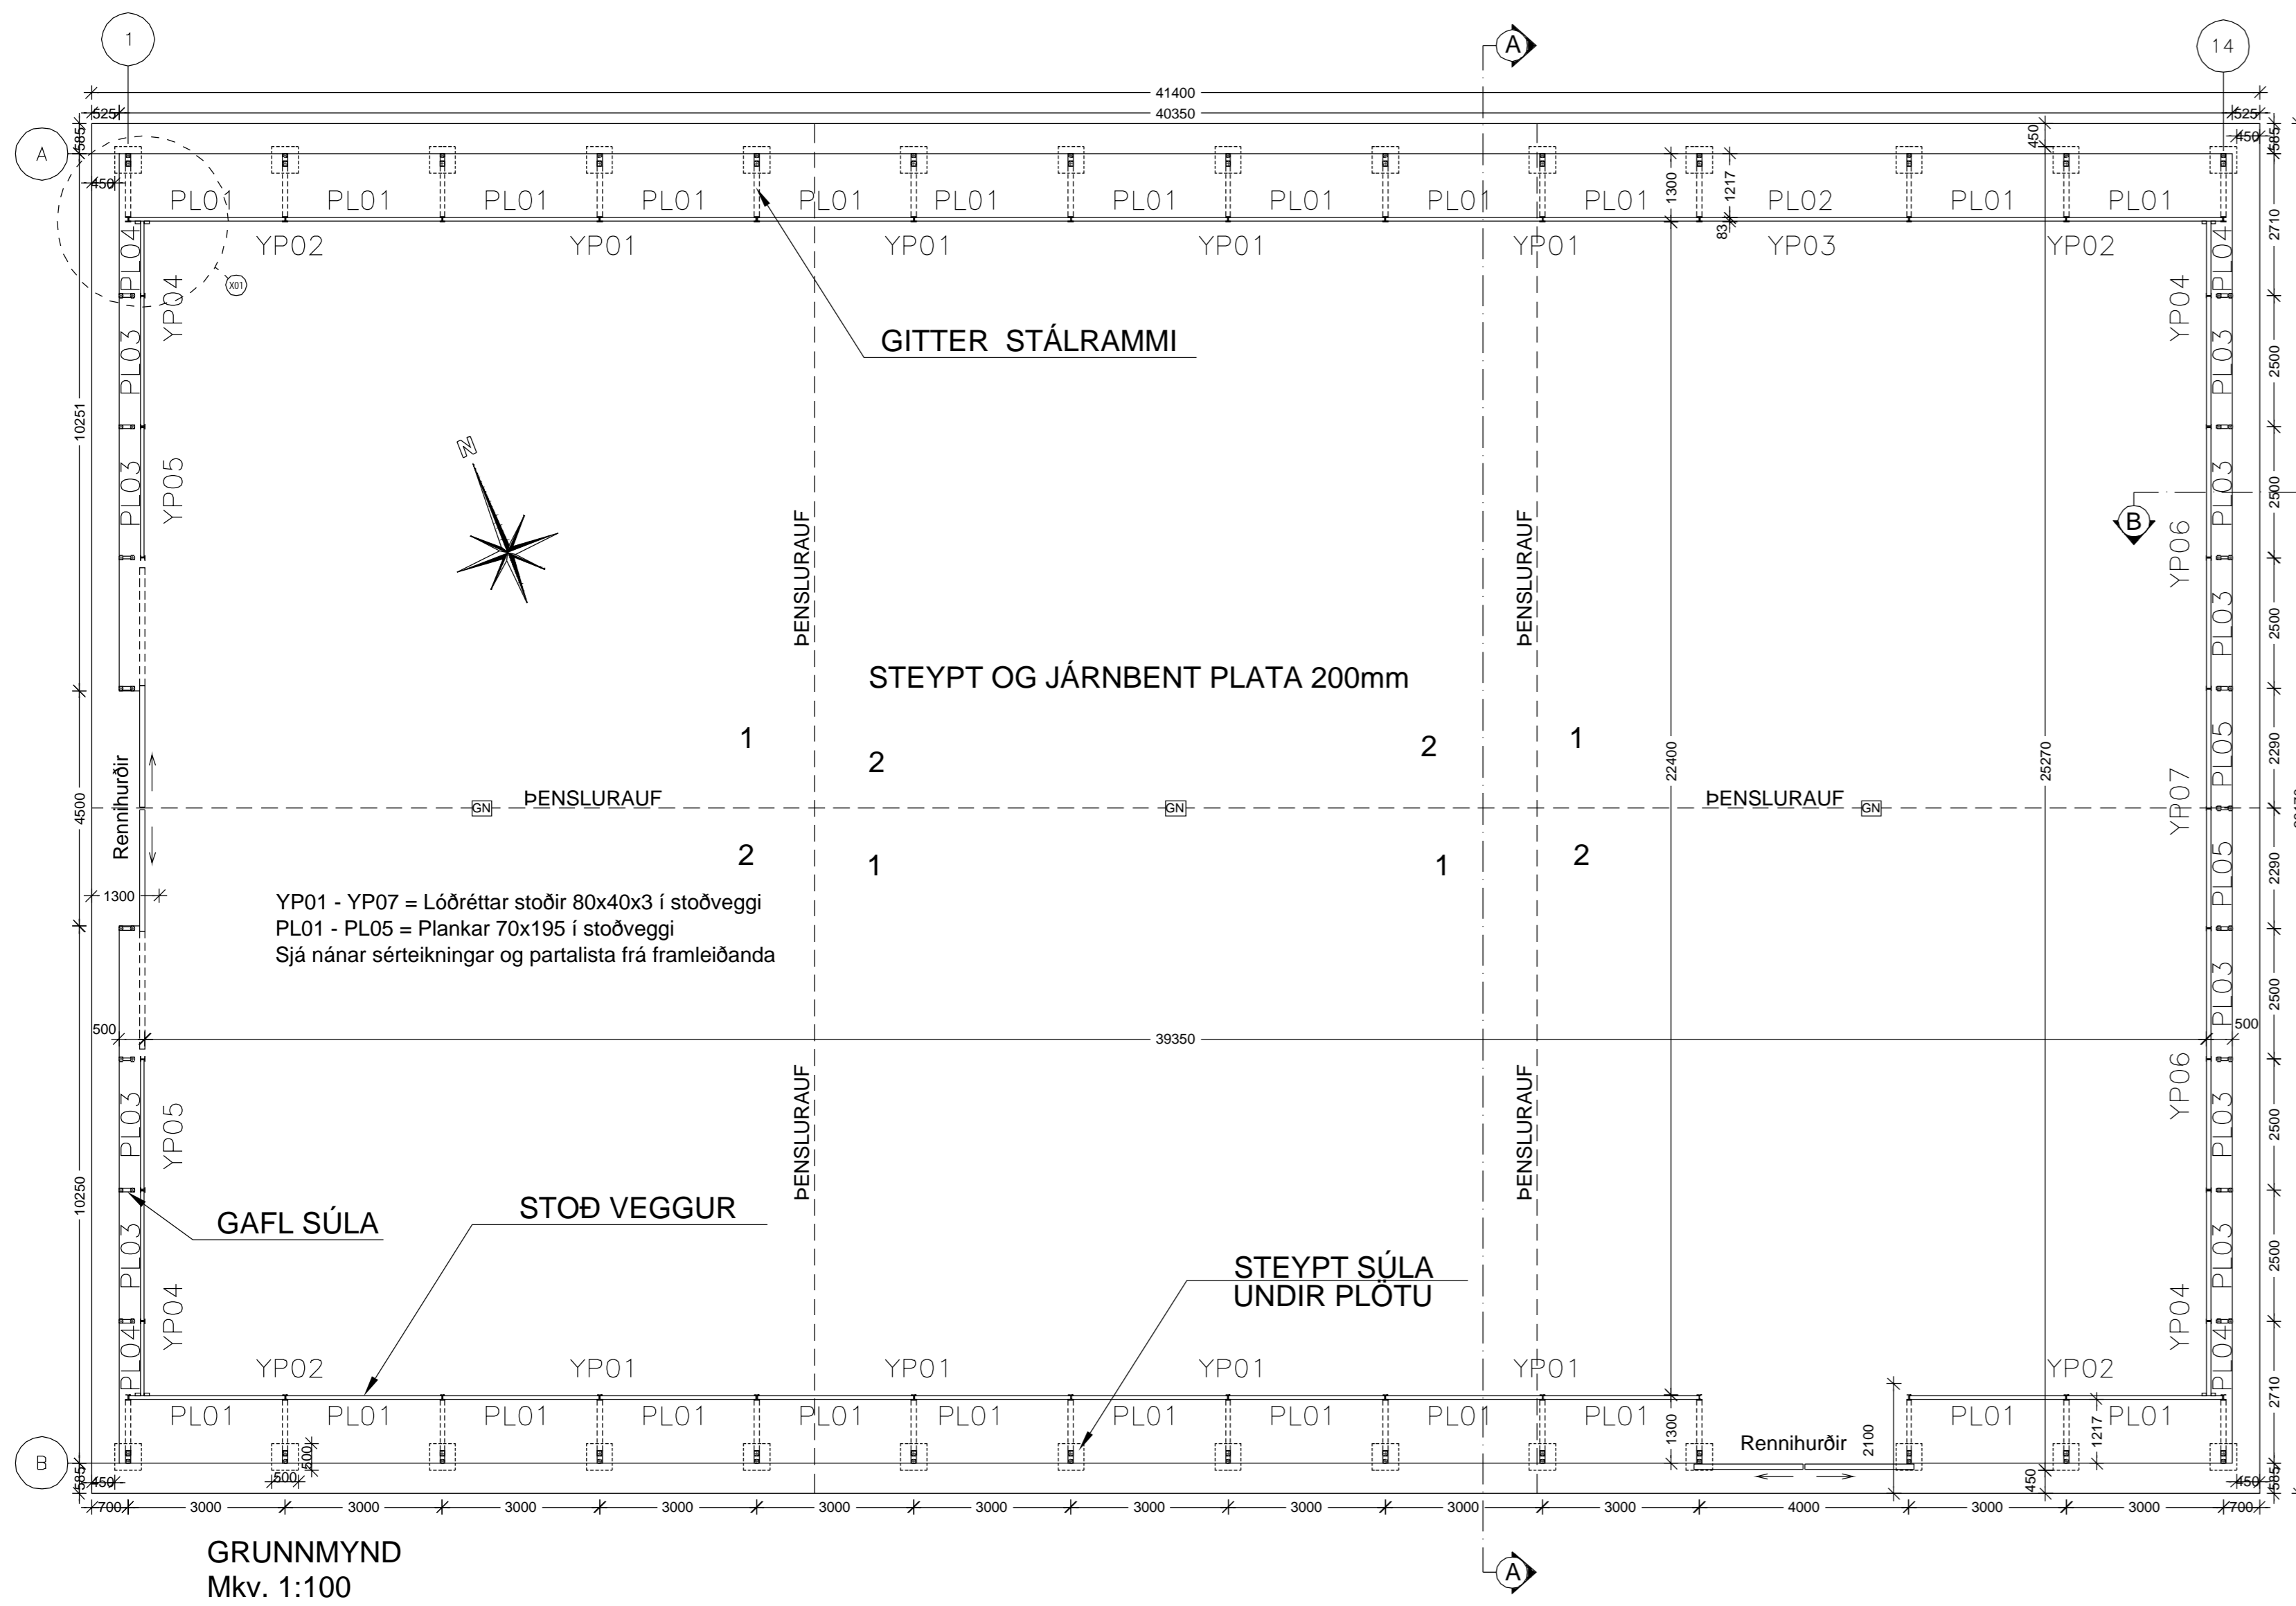 1
A
14
41400
40350
525
525
585
450
450
585
A
450
1300
1217
PL01 PL01 PL01 PL01 PL01 PL01 PL01 PL01 PL01 PL01 PL02 PL01 PL01
83
2710
YP02 YP01 YP01 YP01 YP01 YP03 YP02
PL04
YP04
X01
YP04
PL04
GITTER STÁLRAMMI
PL03
PL03
2500
10251
N
PL03
YP05
PL03
2500
ÞENSLURAUF
ÞENSLURAUF
B
YP06
PL03
2500
STEYPT OG JÁRNBENT PLATA 200mm
1
2
2
1
22400
25270
PL05
2290
4500
Rennihurðir
GN
ÞENSLURAUF
GN
ÞENSLURAUF
GN
YP07
2
1
1
2
PL05
2290
1300
YP01 - YP07 = Lóðréttar stoðir 80x40x3 í stoðveggi
PL01 - PL05 = Plankar 70x195 í stoðveggi
Sjá nánar sérteikningar og partalista frá framleiðanda
PL03
2500
500
39350
500
ÞENSLURAUF
ÞENSLURAUF
PL03
YP05
YP06
PL03
2500
10250
GAFL SÚLA
STOÐ VEGGUR
PL03
PL03
2500
STEYPT SÚLA
UNDIR PLÖTU
YP04
YP04
PL04
PL04
YP02 YP01 YP01 YP01 YP01 YP02
PL01 PL01 PL01 PL01 PL01 PL01 PL01 PL01 PL01 PL01 PL01 PL01
1300
Rennihurðir
2100
1217
2710
B
500
500
585
450
450
450
585
700 3000 3000 3000 3000 3000 3000 3000 3000 3000 3000 4000 3000 3000 700
GRUNNMYND
Mkv. 1:100
A